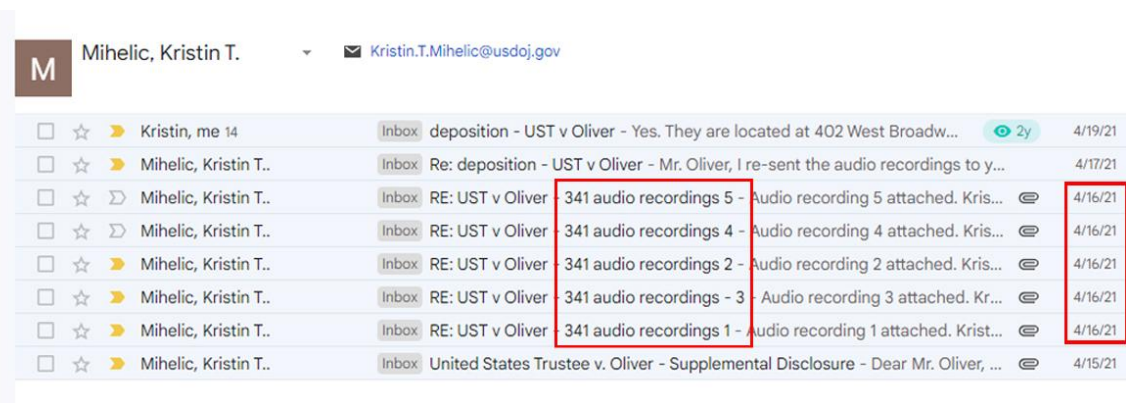 M Mihelic, Kristin T. Kristin.T.Mihelic@usdoj.gov
Kristin, me 14 Inbox deposition - UST v Oliver - Yes. They are located at 402 West Broadw... 2y 4/19/21
Mihelic, Kristin T.. Inbox Re: deposition - UST v Oliver - Mr. Oliver, I re-sent the audio recordings to y... 4/17/21
Mihelic, Kristin T.. Inbox RE: UST v Oliver - 341 audio recordings 5 - Audio recording 5 attached. Kris... 4/16/21
Mihelic, Kristin T.. Inbox RE: UST v Oliver - 341 audio recordings 4 - Audio recording 4 attached. Kris... 4/16/21
Mihelic, Kristin T.. Inbox RE: UST v Oliver - 341 audio recordings 2 - Audio recording 2 attached. Kris... 4/16/21
Mihelic, Kristin T.. Inbox RE: UST v Oliver - 341 audio recordings - 3 - Audio recording 3 attached. Kr... 4/16/21
Mihelic, Kristin T.. Inbox RE: UST v Oliver - 341 audio recordings 1 - Audio recording 1 attached. Krist... 4/16/21
Mihelic, Kristin T.. Inbox United States Trustee v. Oliver - Supplemental Disclosure - Dear Mr. Oliver, ... 4/15/21